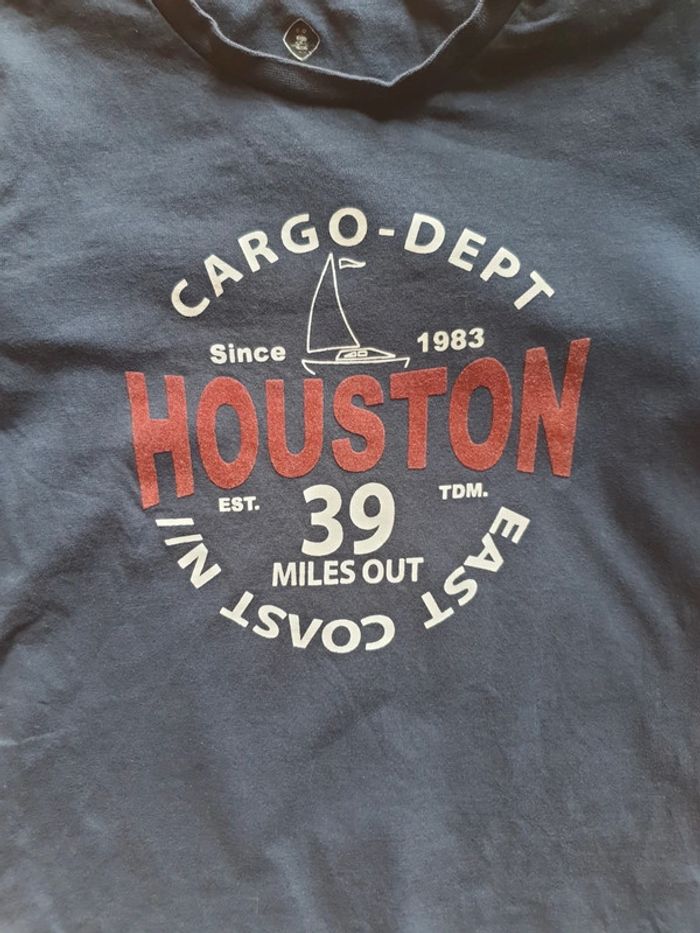 CARGO-DEPT
Since 1983
HOUSTON
EST. 39 TDM.
MILES OUT
EAST COAST N/